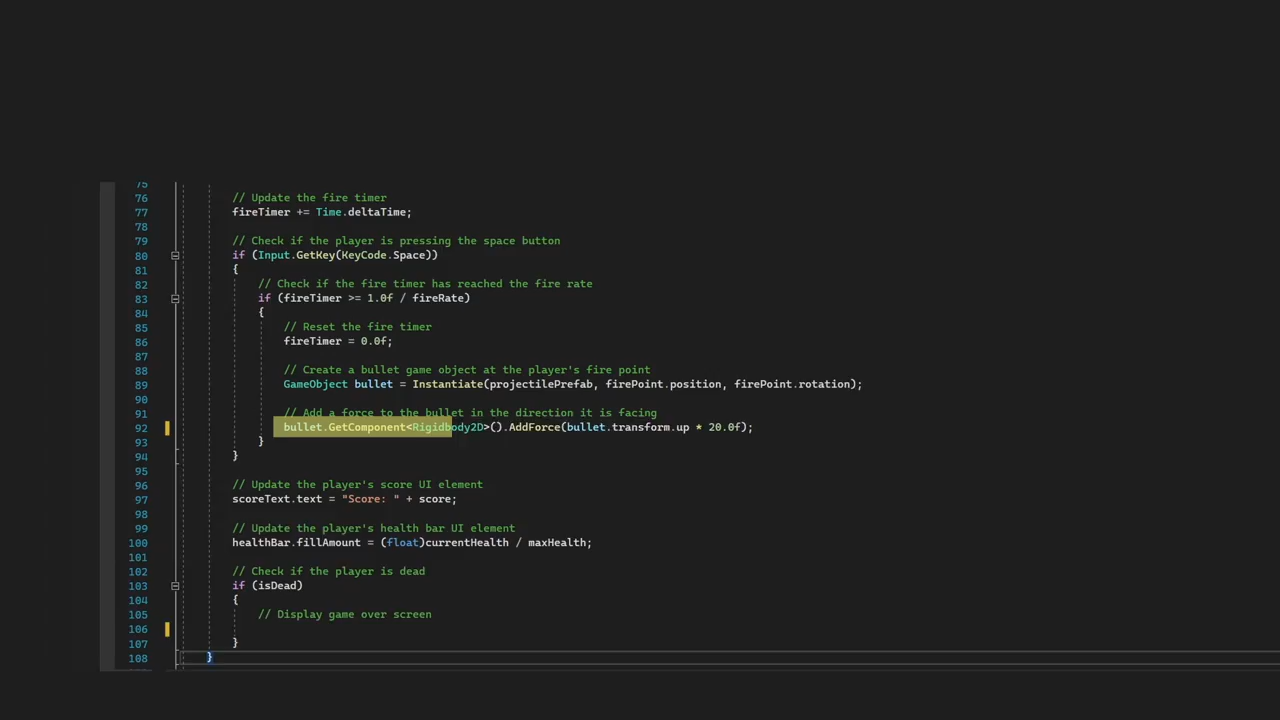 75
76 // Update the fire timer
77 fireTimer += Time.deltaTime;
78
79 // Check if the player is pressing the space button
80 if (Input.GetKey(KeyCode.Space))
81 {
82 // Check if the fire timer has reached the fire rate
83 if (fireTimer >= 1.0f / fireRate)
84 {
85 // Reset the fire timer
86 fireTimer = 0.0f;
87
88 // Create a bullet game object at the player's fire point
89 GameObject bullet = Instantiate(projectilePrefab, firePoint.position, firePoint.rotation);
90
91 // Add a force to the bullet in the direction it is facing
92 bullet.GetComponent<Rigidbody2D>().AddForce(bullet.transform.up * 20.0f);
93 }
94 }
95
96 // Update the player's score UI element
97 scoreText.text = "Score: " + score;
98
99 // Update the player's health bar UI element
100 healthBar.fillAmount = (float)currentHealth / maxHealth;
101
102 // Check if the player is dead
103 if (isDead)
104 {
105 // Display game over screen
106
107 }
108 }